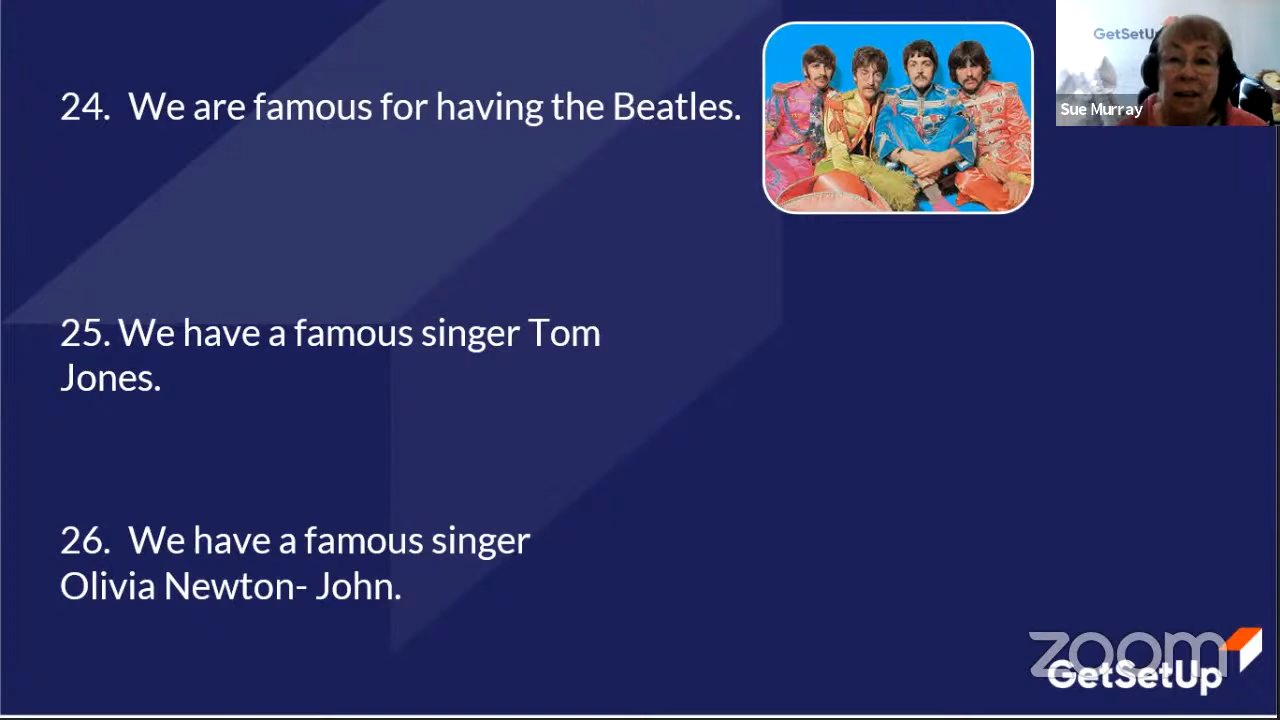 24. We are famous for having the Beatles.
GetSetUp
Sue Murray
25. We have a famous singer Tom
Jones.
26. We have a famous singer
Olivia Newton- John.
zoom
GetSetUp